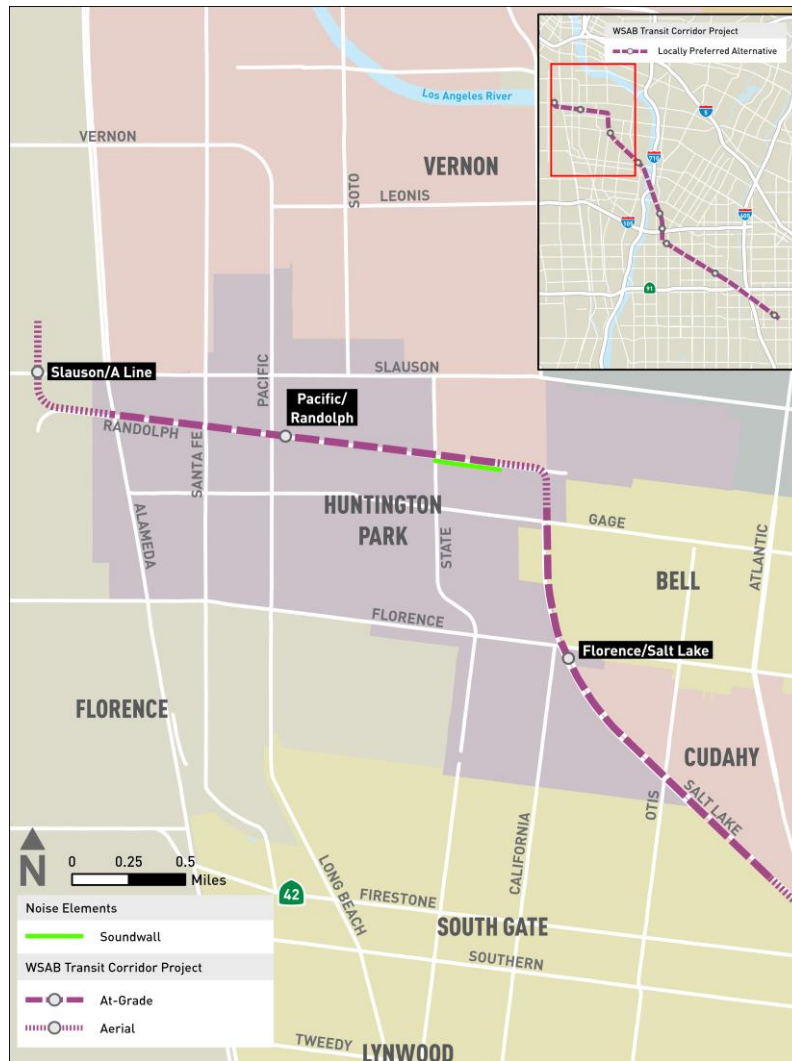 WSAB Transit Corridor Project
Locally Preferred Alternative
5
710
105
605
91
Los Angeles River
VERNON
VERNON
SOTO
LEONIS
PACIFIC
SLAUSON
Slauson/A Line
Pacific/
Randolph
RANDOLPH
SANTA FE
ALAMEDA
HUNTINGTON
PARK
STATE
GAGE
ATLANTIC
BELL
FLORENCE
Florence/Salt Lake
FLORENCE
CUDAHY
SALT LAKE
OTIS
CALIFORNIA
LONG BEACH
N
0 0.25 0.5
Miles
42
FIRESTONE
SOUTH GATE
SOUTHERN
TWEEDY
LYNWOOD
Noise Elements
Soundwall
WSAB Transit Corridor Project
At-Grade
Aerial